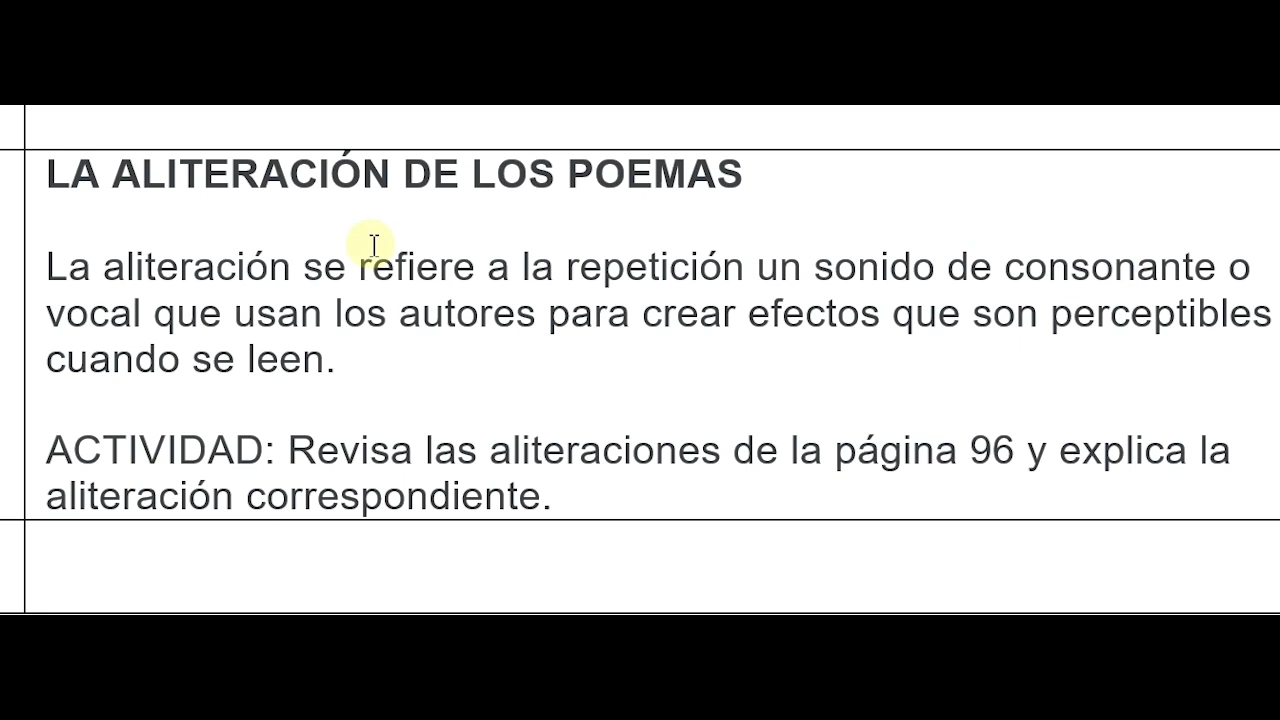 LA ALITERACIÓN DE LOS POEMAS
La aliteración se refiere a la repetición un sonido de consonante o
vocal que usan los autores para crear efectos que son perceptibles
cuando se leen.
ACTIVIDAD: Revisa las aliteraciones de la página 96 y explica la
aliteración correspondiente.